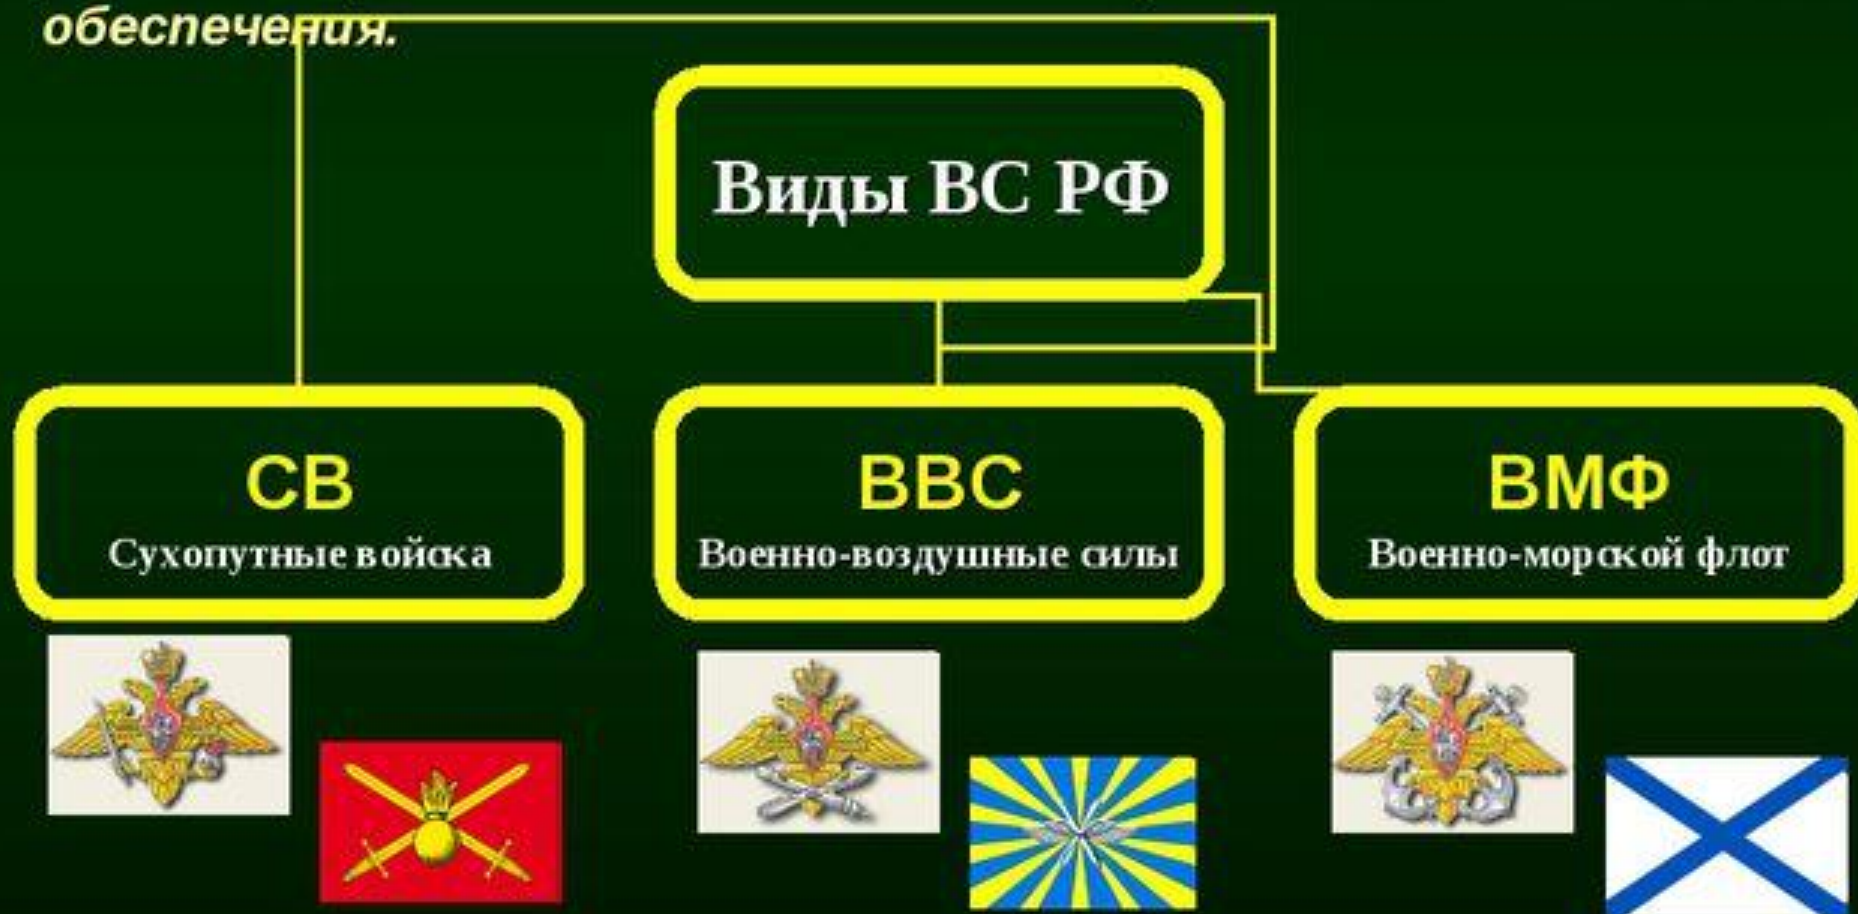 обеспечения.
Виды ВС РФ
СВ
Сухопутные войска
ВВС
Военно-воздушные силы
ВМФ
Военно-морской флот